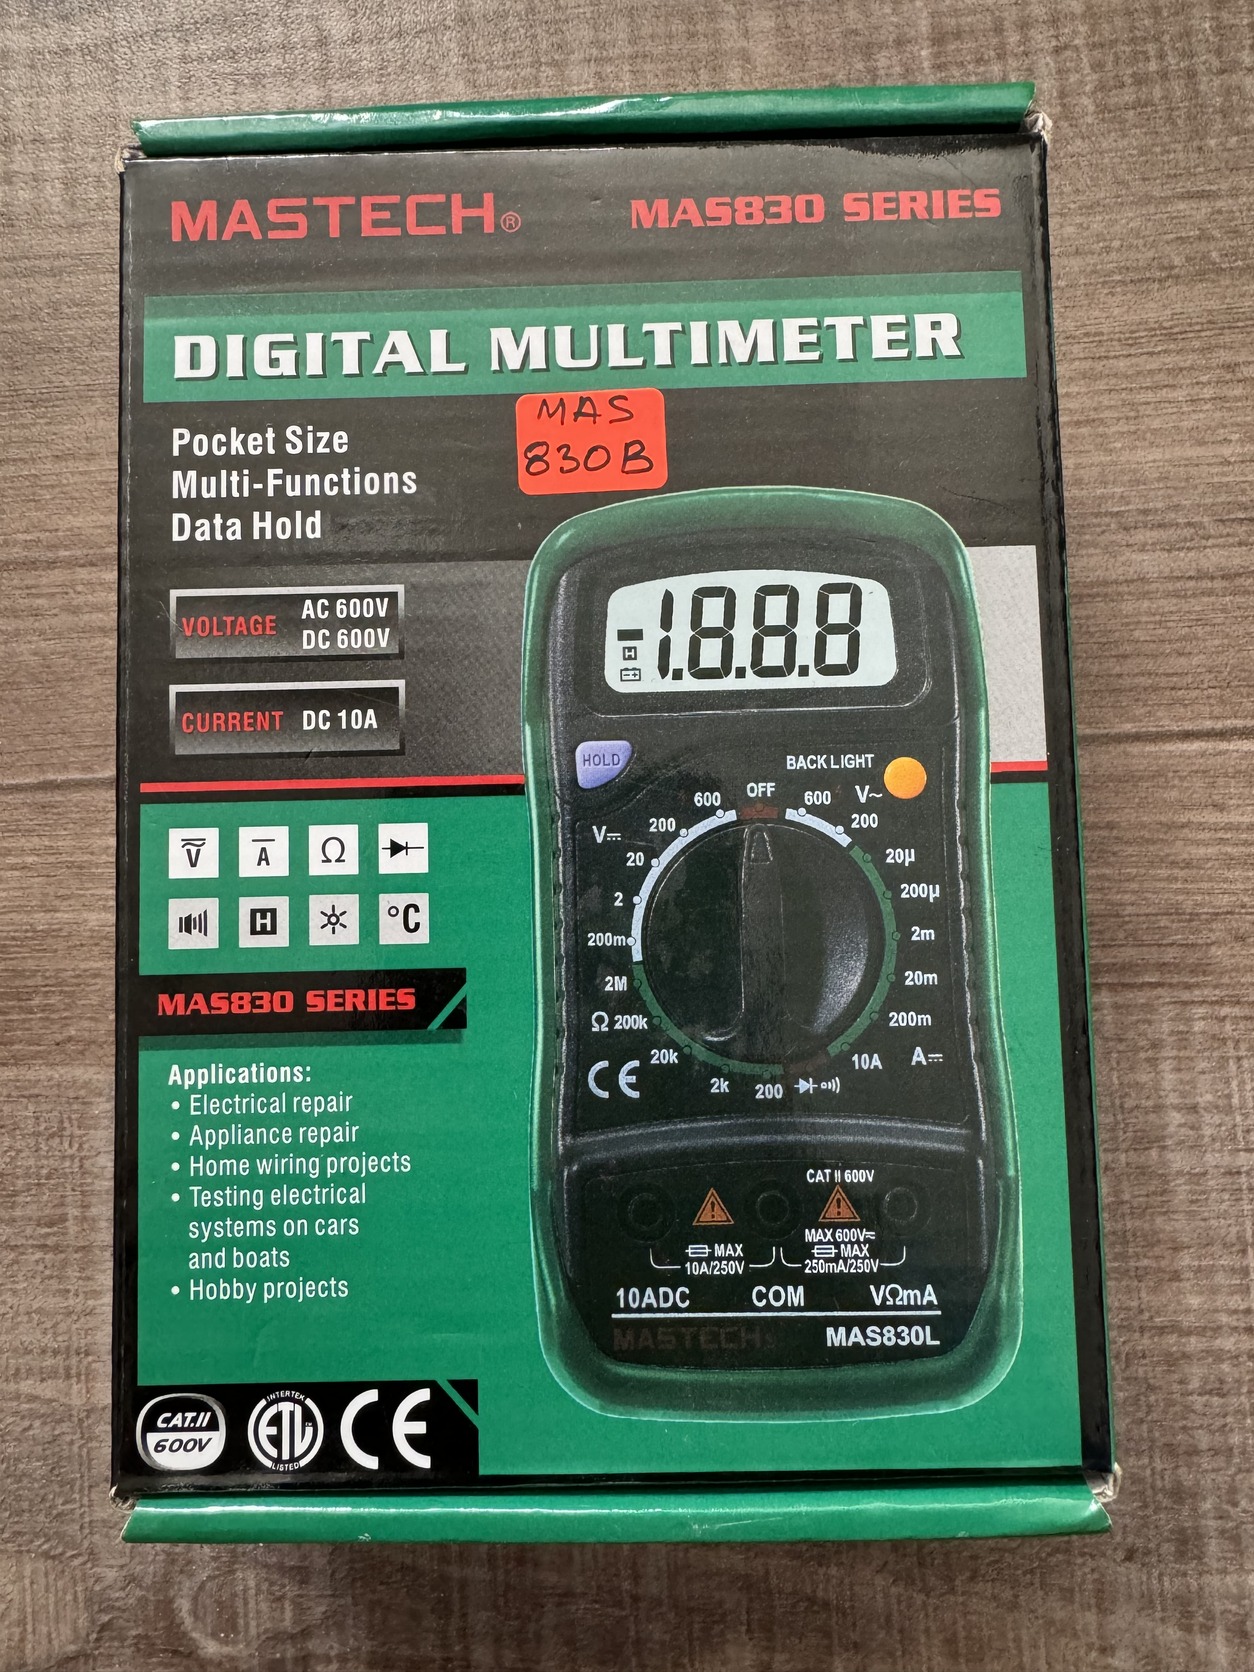 MASTECH®
MAS830 SERIES
DIGITAL MULTIMETER
MAS
830B
Pocket Size
Multi-Functions
Data Hold
VOLTAGE
AC 600V
DC 600V
CURRENT
DC 10A
-1.8.8.8
H
HOLD
BACK LIGHT
OFF
600
V⎓
200
20
2
200m
2M
Ω
200k
20k
2k
200
600
V~
200
20µ
200µ
2m
20m
200m
10A
A⎓
CE
V
A
Ω
H
°C
MAS830 SERIES
Applications:
• Electrical repair
• Appliance repair
• Home wiring projects
• Testing electrical
systems on cars
and boats
• Hobby projects
CAT II 600V
MAX 600V≂
MAX
10A/250V
MAX
250mA/250V
10ADC
COM
VΩmA
MASTECH®
MAS830L
CAT.II
600V
INTERTEK
ETL
LISTED
CE